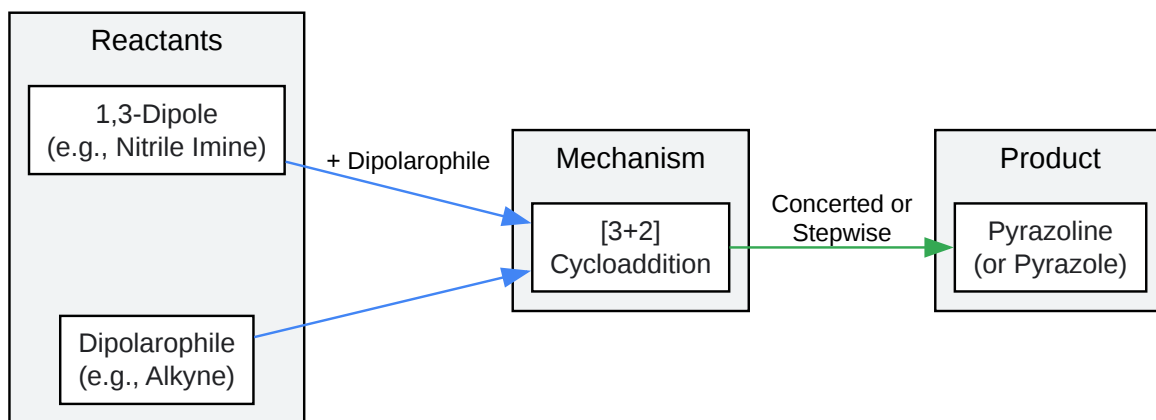 Reactants
1,3-Dipole
(e.g., Nitrile Imine)
Dipolarophile
(e.g., Alkyne)
+ Dipolarophile
Mechanism
[3+2]
Cycloaddition
Concerted or
Stepwise
Product
Pyrazoline
(or Pyrazole)